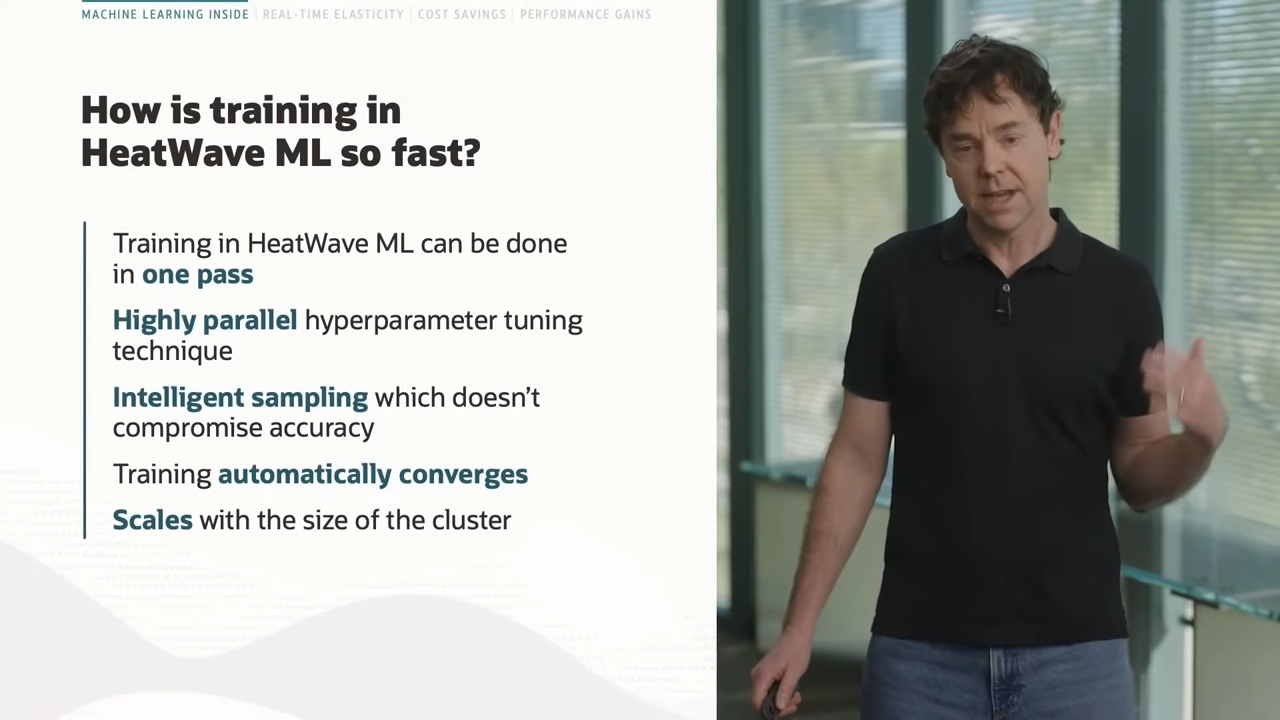 MACHINE LEARNING INSIDE | REAL-TIME ELASTICITY | COST SAVINGS | PERFORMANCE GAINS
How is training in
HeatWave ML so fast?
Training in HeatWave ML can be done
in one pass
Highly parallel hyperparameter tuning
technique
Intelligent sampling which doesn’t
compromise accuracy
Training automatically converges
Scales with the size of the cluster